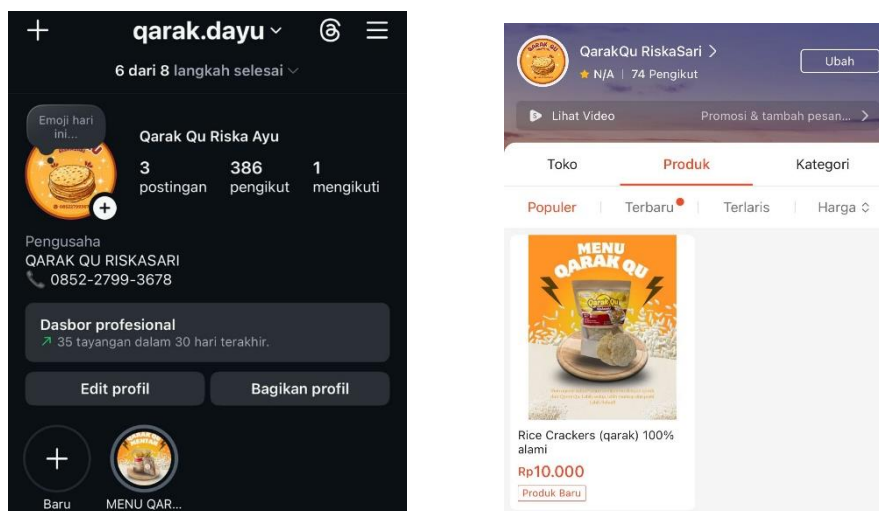 qarak.dayu
6 dari 8 langkah selesai
Emoji hari
ini...
Qarak Qu Riska Ayu
3 386 1
postingan pengikut mengikuti
Pengusaha
QARAK QU RISKASARI
📞 0852-2799-3678
Dasbor profesional
35 tayangan dalam 30 hari terakhir.
Edit profil Bagikan profil
Baru MENU QAR...
QarakQu RiskaSari >
N/A | 74 Pengikut
Ubah
Lihat Video Promosi & tambah pesan... >
Toko Produk Kategori
Populer Terbaru Terlaris Harga
MENU
QARAK QU
Qarak Qu
Rice Crackers (qarak) 100%
alami
Rp10.000
Produk Baru